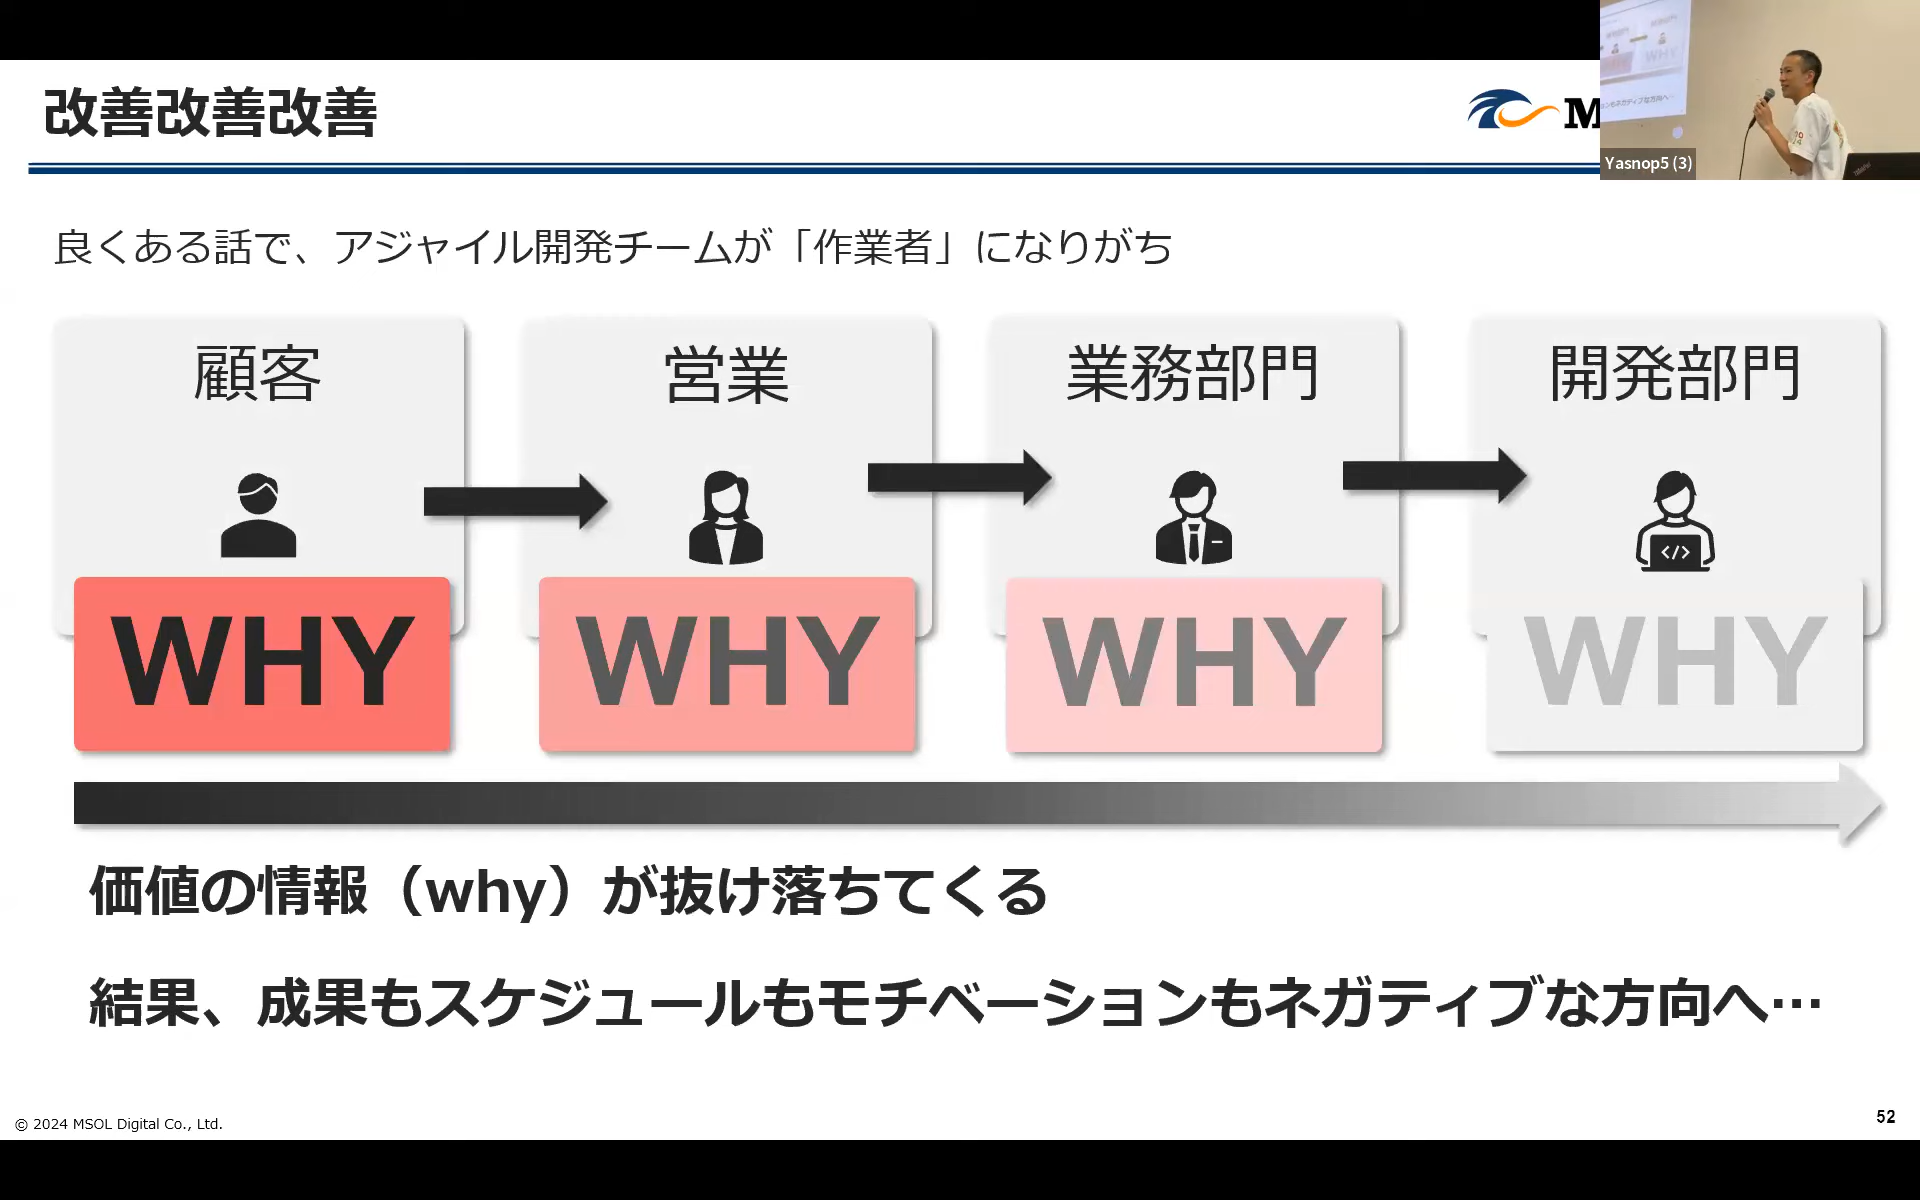 改善改善改善
M
Yasnop5 (3)
良くある話で、アジャイル開発チームが「作業者」になりがち
顧客
営業
業務部門
開発部門
</>
WHY
WHY
WHY
WHY
価値の情報（why）が抜け落ちてくる
結果、成果もスケジュールもモチベーションもネガティブな方向へ…
© 2024 MSOL Digital Co., Ltd.
52